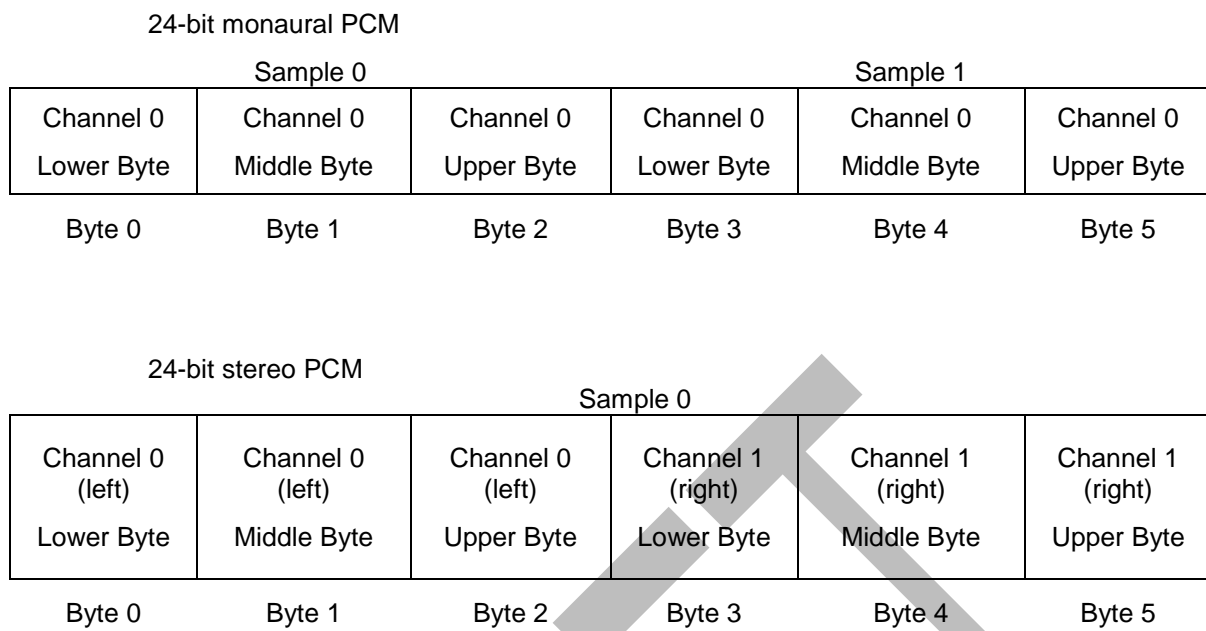 24-bit monaural PCM
Sample 0 Sample 1
Channel 0 Channel 0 Channel 0 Channel 0 Channel 0 Channel 0
Lower Byte Middle Byte Upper Byte Lower Byte Middle Byte Upper Byte
Byte 0 Byte 1 Byte 2 Byte 3 Byte 4 Byte 5
24-bit stereo PCM
Sample 0
Channel 0 Channel 0 Channel 0 Channel 1 Channel 1 Channel 1
(left) (left) (left) (right) (right) (right)
Lower Byte Middle Byte Upper Byte Lower Byte Middle Byte Upper Byte
Byte 0 Byte 1 Byte 2 Byte 3 Byte 4 Byte 5